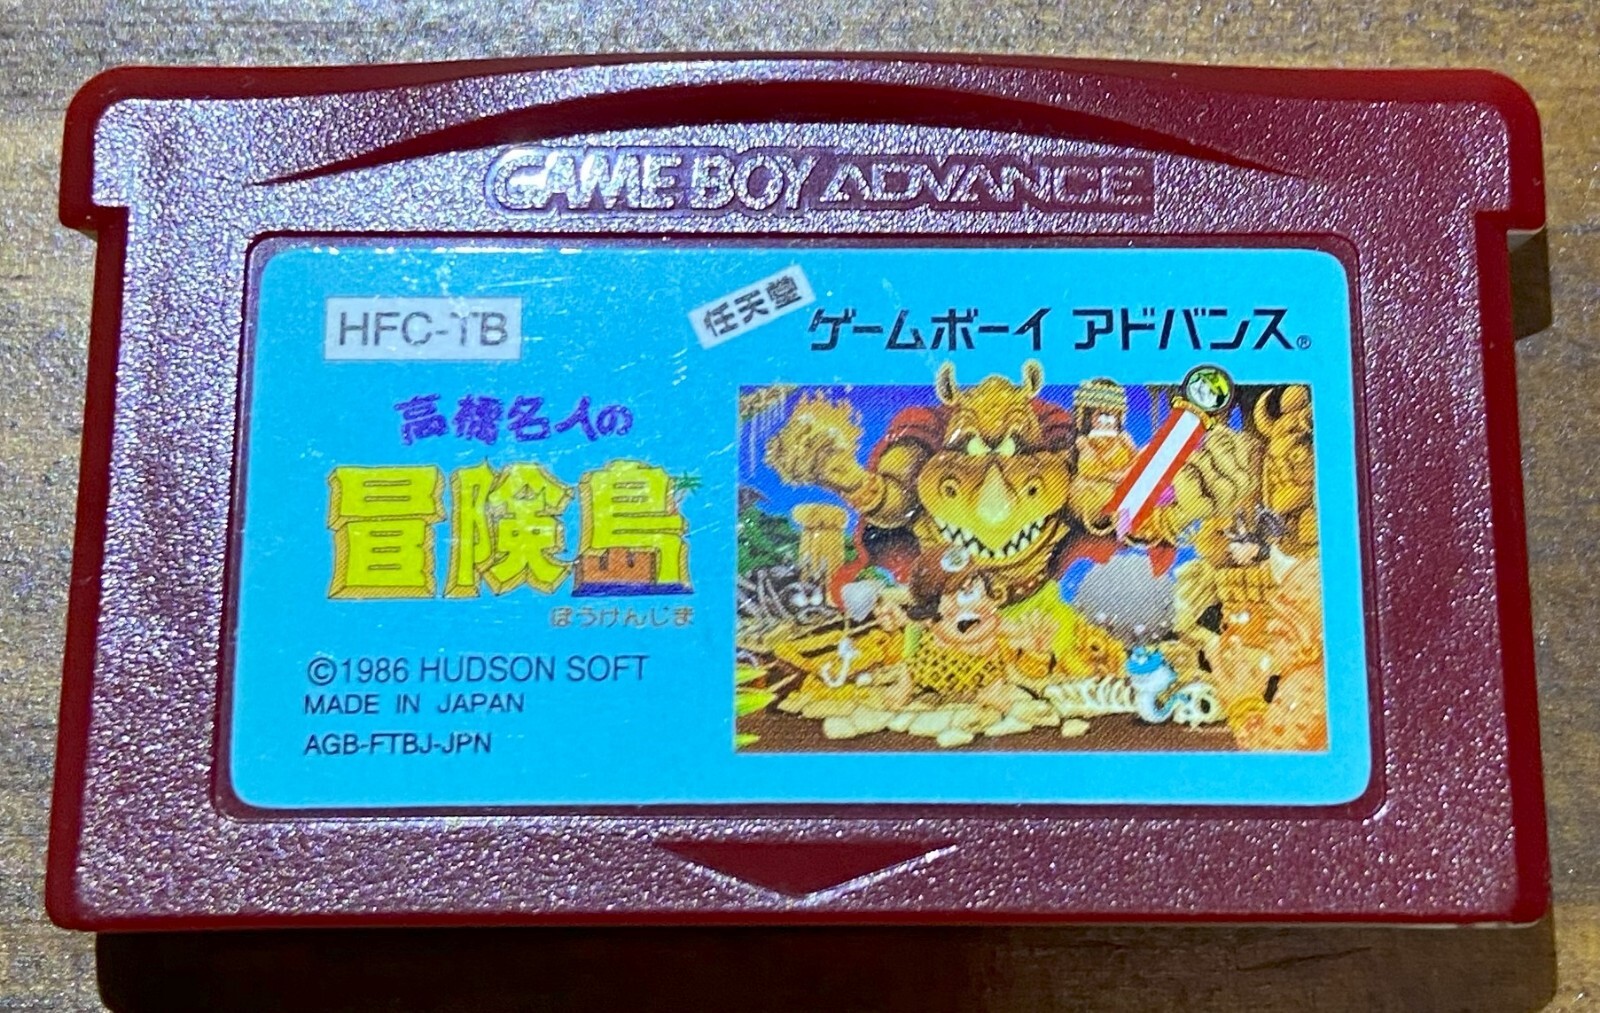 GAME BOY ADVANCE
HFC-TB
任天堂
ゲームボーイ アドバンス®
高橋名人の
冒険島
ぼうけんじま
©1986 HUDSON SOFT
MADE IN JAPAN
AGB-FTBJ-JPN